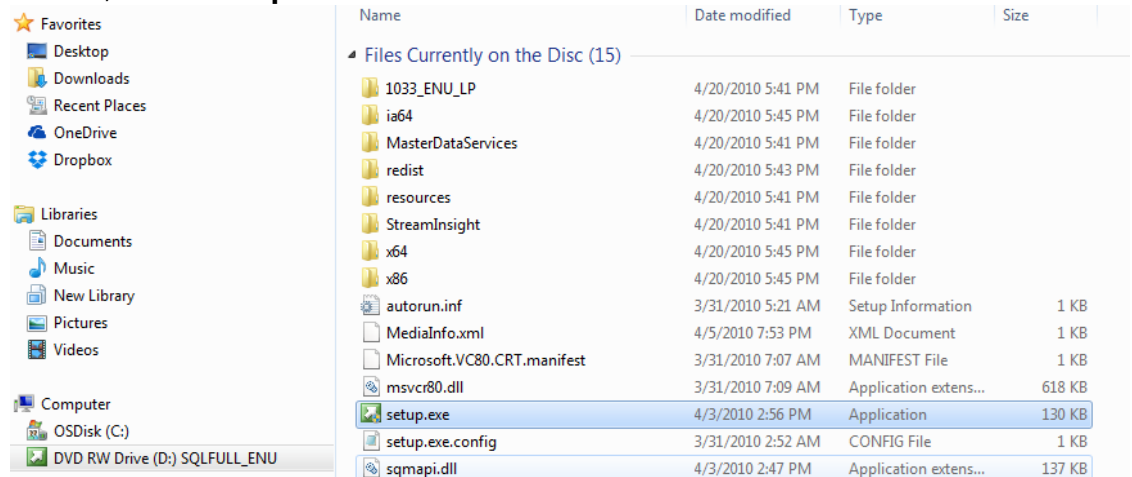 Favorites
Desktop
Downloads
Recent Places
OneDrive
Dropbox
Libraries
Documents
Music
New Library
Pictures
Videos
Computer
OSDisk (C:)
DVD RW Drive (D:) SQLFULL_ENU
Name Date modified Type Size
Files Currently on the Disc (15)
1033_ENU_LP 4/20/2010 5:41 PM File folder
ia64 4/20/2010 5:45 PM File folder
MasterDataServices 4/20/2010 5:41 PM File folder
redist 4/20/2010 5:43 PM File folder
resources 4/20/2010 5:41 PM File folder
StreamInsight 4/20/2010 5:41 PM File folder
x64 4/20/2010 5:45 PM File folder
x86 4/20/2010 5:45 PM File folder
autorun.inf 3/31/2010 5:21 AM Setup Information 1 KB
MediaInfo.xml 4/5/2010 7:53 PM XML Document 1 KB
Microsoft.VC80.CRT.manifest 3/31/2010 7:07 AM MANIFEST File 1 KB
msvcr80.dll 3/31/2010 7:09 AM Application extens... 618 KB
setup.exe 4/3/2010 2:56 PM Application 130 KB
setup.exe.config 3/31/2010 2:52 AM CONFIG File 1 KB
sqmapi.dll 4/3/2010 2:47 PM Application extens... 137 KB